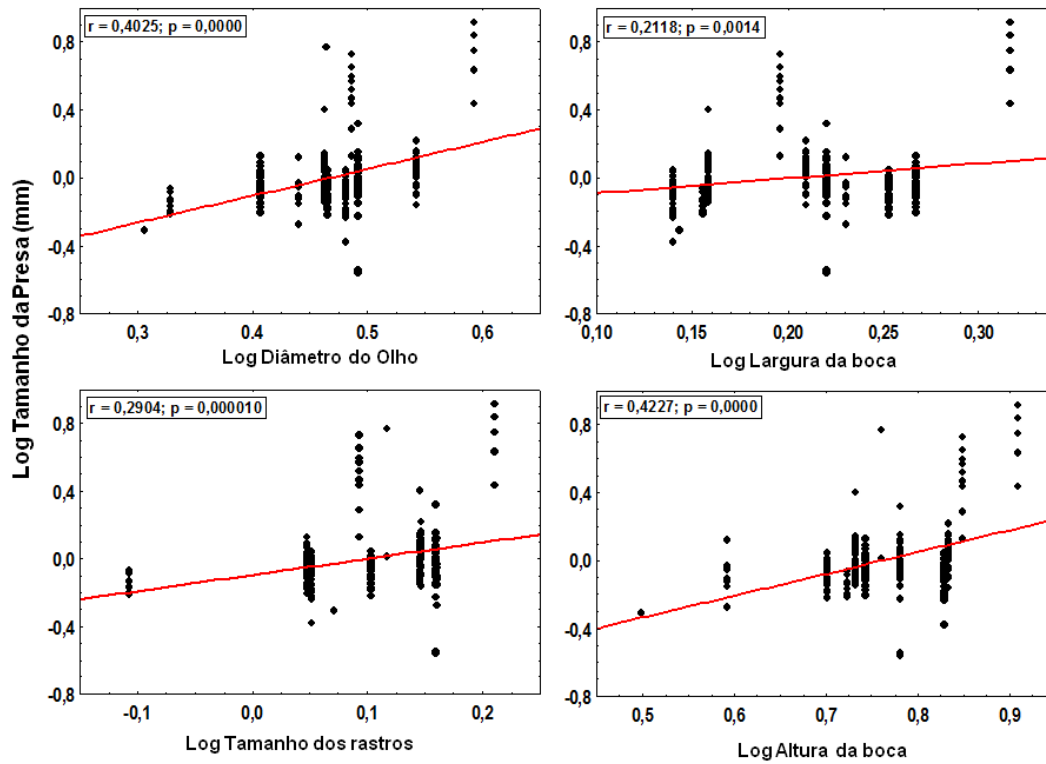 Log Tamanho da Presa (mm)
r = 0,4025; p = 0,0000
0,8
0,4
0,0
-0,4
-0,8
0,3 0,4 0,5 0,6
Log Diâmetro do Olho
r = 0,2118; p = 0,0014
0,8
0,4
0,0
-0,4
-0,8
0,10 0,20 0,30
Log Largura da boca
r = 0,2904; p = 0,000010
0,8
0,4
0,0
-0,4
-0,8
-0,1 0,0 0,1 0,2
Log Tamanho dos rastros
r = 0,4227; p = 0,0000
0,8
0,4
0,0
-0,4
-0,8
0,5 0,6 0,7 0,8 0,9
Log Altura da boca